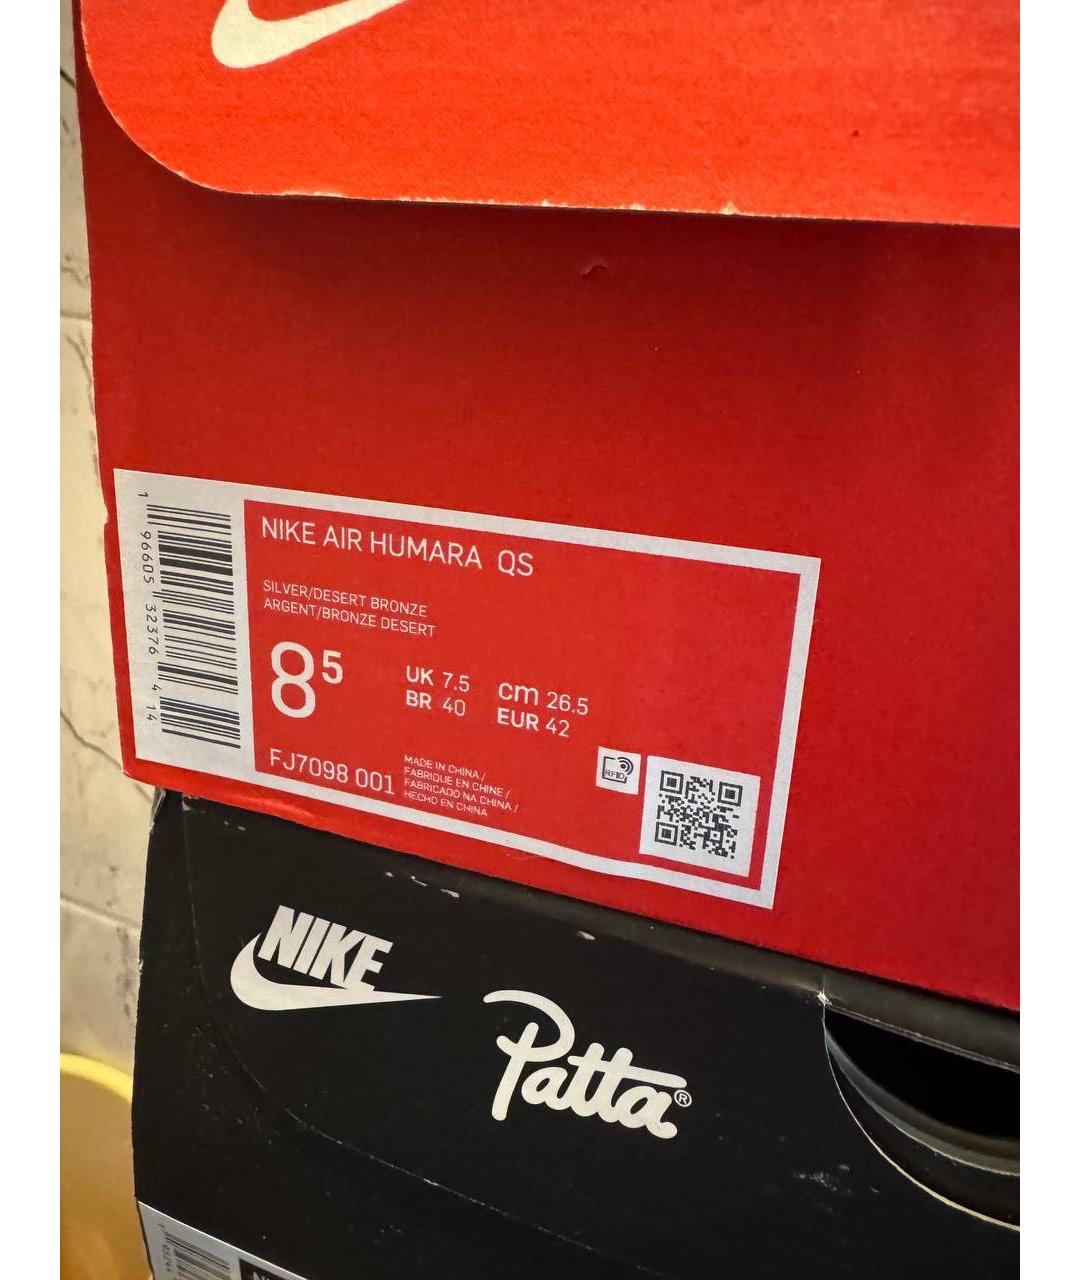 NIKE AIR HUMARA QS
SILVER/DESERT BRONZE
ARGENT/BRONZE DESERT
8⁵
UK 7.5
BR 40
cm 26.5
EUR 42
FJ7098 001
MADE IN CHINA /
FABRIQUE EN CHINE /
FABRICADO NA CHINA /
HECHO EN CHINA
RFID
1 96605 32376 4 14
NIKE
Patta®